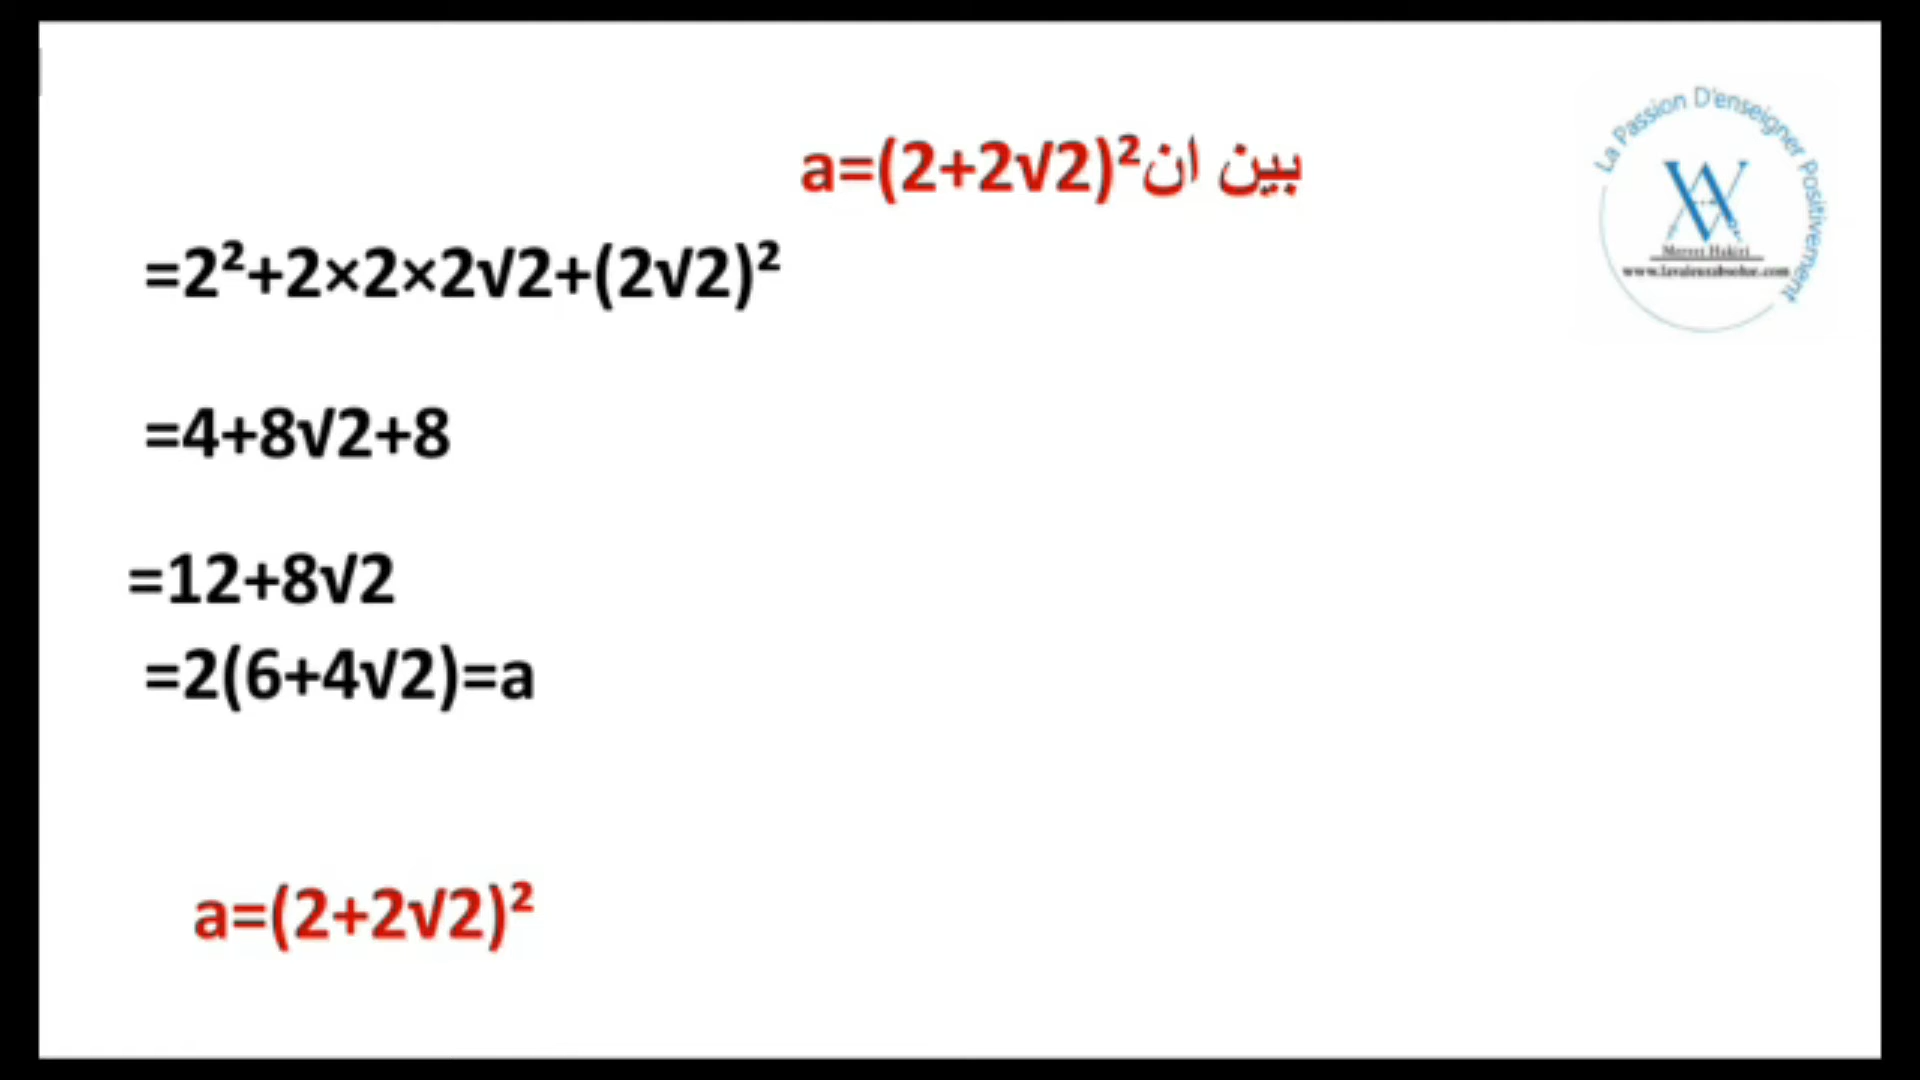 بين ان a=(2+2√2)²
=2²+2×2×2√2+(2√2)²
=4+8√2+8
=12+8√2
=2(6+4√2)=a
a=(2+2√2)²
La Passion D'enseigner Positivement